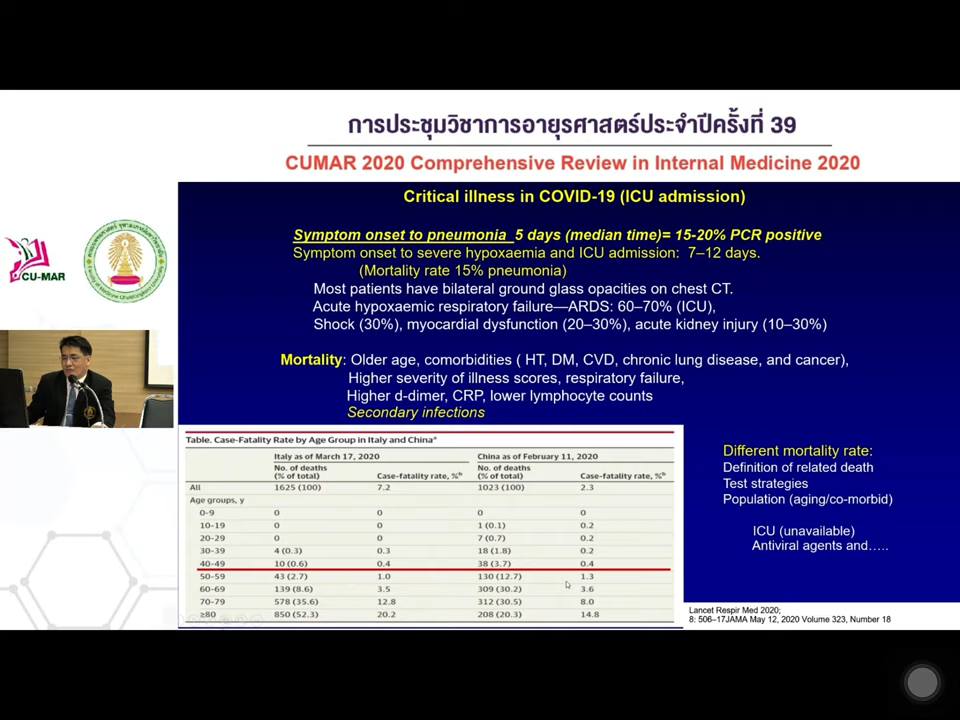 การประชุมวิชาการอายุรศาสตร์ประจำปีครั้งที่ 39
CUMAR 2020 Comprehensive Review in Internal Medicine 2020
CU-MAR
Critical illness in COVID-19 (ICU admission)
Symptom onset to pneumonia 5 days (median time)= 15-20% PCR positive
Symptom onset to severe hypoxaemia and ICU admission: 7–12 days.
(Mortality rate 15% pneumonia)
Most patients have bilateral ground glass opacities on chest CT.
Acute hypoxaemic respiratory failure—ARDS: 60–70% (ICU),
Shock (30%), myocardial dysfunction (20–30%), acute kidney injury (10–30%)
Mortality: Older age, comorbidities ( HT, DM, CVD, chronic lung disease, and cancer),
Higher severity of illness scores, respiratory failure,
Higher d-dimer, CRP, lower lymphocyte counts
Secondary infections
Table. Case-Fatality Rate by Age Group in Italy and Chinaᵃ
Italy as of March 17, 2020 China as of February 11, 2020
No. of deaths (% of total) Case-fatality rate, %ᵇ No. of deaths (% of total) Case-fatality rate, %ᵇ
All 1625 (100) 7.2 1023 (100) 2.3
Age groups, y
0-9 0 0 0 0
10-19 0 0 1 (0.1) 0.2
20-29 0 0 7 (0.7) 0.2
30-39 4 (0.3) 0.3 18 (1.8) 0.2
40-49 10 (0.6) 0.4 38 (3.7) 0.4
50-59 43 (2.7) 1.0 130 (12.7) 1.3
60-69 139 (8.6) 3.5 309 (30.2) 3.6
70-79 578 (35.6) 12.8 312 (30.5) 8.0
≥80 850 (52.3) 20.2 208 (20.3) 14.8
Different mortality rate:
Definition of related death
Test strategies
Population (aging/co-morbid)
ICU (unavailable)
Antiviral agents and…..
Lancet Respir Med 2020;
8: 506–17JAMA May 12, 2020 Volume 323, Number 18